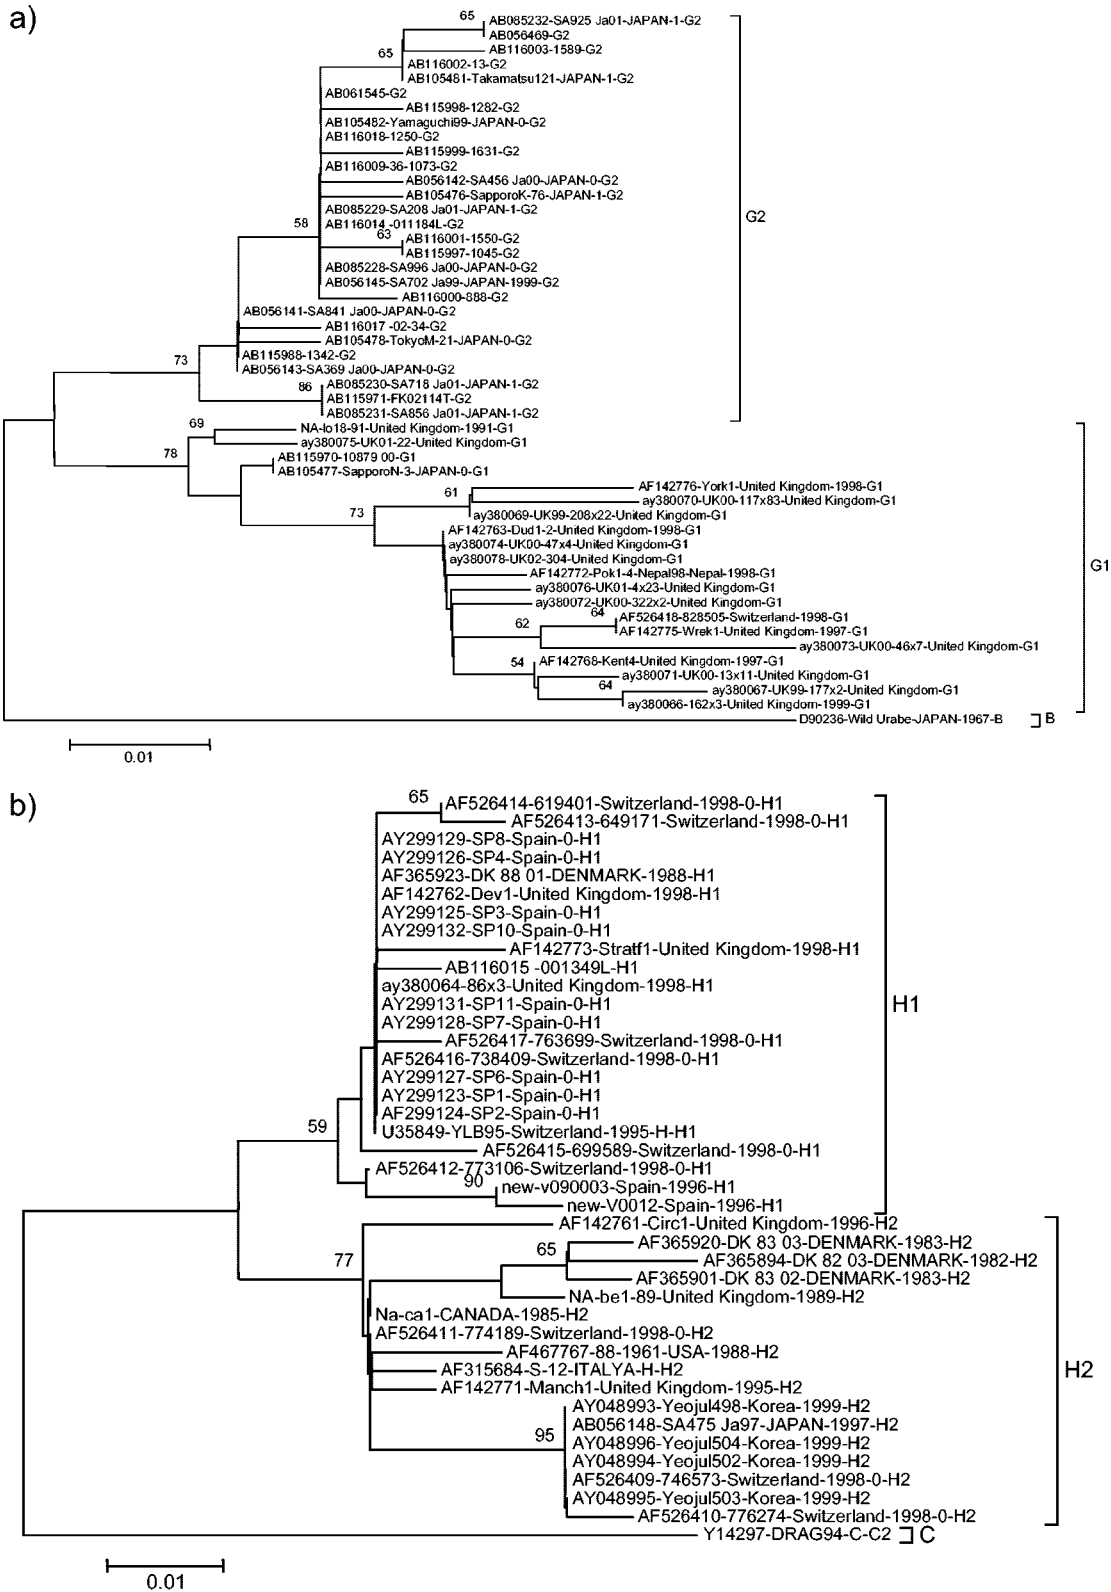 a)
65
AB085232-SA925 Ja01-JAPAN-1-G2
AB056469-G2
AB116003-1589-G2
65
AB116002-13-G2
AB105481-Takamatsu121-JAPAN-1-G2
AB061545-G2
AB115998-1282-G2
AB105482-Yamaguchi99-JAPAN-0-G2
AB116018-1250-G2
AB115999-1631-G2
AB116009-36-1073-G2
AB056142-SA456 Ja00-JAPAN-0-G2
AB105476-SapporoK-76-JAPAN-1-G2
AB085229-SA208 Ja01-JAPAN-1-G2
G2
58
AB116014 -011184L-G2
63
AB116001-1550-G2
AB115997-1045-G2
AB085228-SA996 Ja00-JAPAN-0-G2
AB056145-SA702 Ja99-JAPAN-1999-G2
AB116000-888-G2
AB056141-SA841 Ja00-JAPAN-0-G2
AB116017 -02-34-G2
AB105478-TokyoM-21-JAPAN-0-G2
AB115988-1342-G2
73
AB056143-SA369 Ja00-JAPAN-0-G2
86
AB085230-SA718 Ja01-JAPAN-1-G2
AB115971-FK02114T-G2
AB085231-SA856 Ja01-JAPAN-1-G2
69
NA-lo18-91-United Kingdom-1991-G1
ay380075-UK01-22-United Kingdom-G1
78
AB115970-10879 00-G1
AB105477-SapporoN-3-JAPAN-0-G1
AF142776-York1-United Kingdom-1998-G1
61
ay380070-UK00-117x83-United Kingdom-G1
73
ay380069-UK99-208x22-United Kingdom-G1
AF142763-Dud1-2-United Kingdom-1998-G1
ay380074-UK00-47x4-United Kingdom-G1
ay380078-UK02-304-United Kingdom-G1
G1
AF142772-Pok1-4-Nepal98-Nepal-1998-G1
ay380076-UK01-4x23-United Kingdom-G1
ay380072-UK00-322x2-United Kingdom-G1
64
AF526418-828505-Switzerland-1998-G1
62
AF142775-Wrek1-United Kingdom-1997-G1
ay380073-UK00-46x7-United Kingdom-G1
54
AF142768-Kent4-United Kingdom-1997-G1
ay380071-UK00-13x11-United Kingdom-G1
64
ay380067-UK99-177x2-United Kingdom-G1
ay380066-162x3-United Kingdom-1999-G1
D90236-Wild Urabe-JAPAN-1967-B
B
0.01
b)
65
AF526414-619401-Switzerland-1998-0-H1
AF526413-649171-Switzerland-1998-0-H1
AY299129-SP8-Spain-0-H1
AY299126-SP4-Spain-0-H1
AF365923-DK 88 01-DENMARK-1988-H1
AF142762-Dev1-United Kingdom-1998-H1
AY299125-SP3-Spain-0-H1
AY299132-SP10-Spain-0-H1
AF142773-Stratf1-United Kingdom-1998-H1
AB116015 -001349L-H1
ay380064-86x3-United Kingdom-1998-H1
AY299131-SP11-Spain-0-H1
H1
AY299128-SP7-Spain-0-H1
AF526417-763699-Switzerland-1998-0-H1
AF526416-738409-Switzerland-1998-0-H1
AY299127-SP6-Spain-0-H1
AY299123-SP1-Spain-0-H1
AF299124-SP2-Spain-0-H1
59
U35849-YLB95-Switzerland-1995-H-H1
AF526415-699589-Switzerland-1998-0-H1
AF526412-773106-Switzerland-1998-0-H1
90
new-v090003-Spain-1996-H1
new-V0012-Spain-1996-H1
AF142761-Circ1-United Kingdom-1996-H2
65
AF365920-DK 83 03-DENMARK-1983-H2
77
AF365894-DK 82 03-DENMARK-1982-H2
AF365901-DK 83 02-DENMARK-1983-H2
NA-be1-89-United Kingdom-1989-H2
Na-ca1-CANADA-1985-H2
AF526411-774189-Switzerland-1998-0-H2
AF467767-88-1961-USA-1988-H2
AF315684-S-12-ITALYA-H-H2
H2
AF142771-Manch1-United Kingdom-1995-H2
AY048993-Yeojul498-Korea-1999-H2
AB056148-SA475 Ja97-JAPAN-1997-H2
95
AY048996-Yeojul504-Korea-1999-H2
AY048994-Yeojul502-Korea-1999-H2
AF526409-746573-Switzerland-1998-0-H2
AY048995-Yeojul503-Korea-1999-H2
AF526410-776274-Switzerland-1998-0-H2
Y14297-DRAG94-C-C2
C
0.01